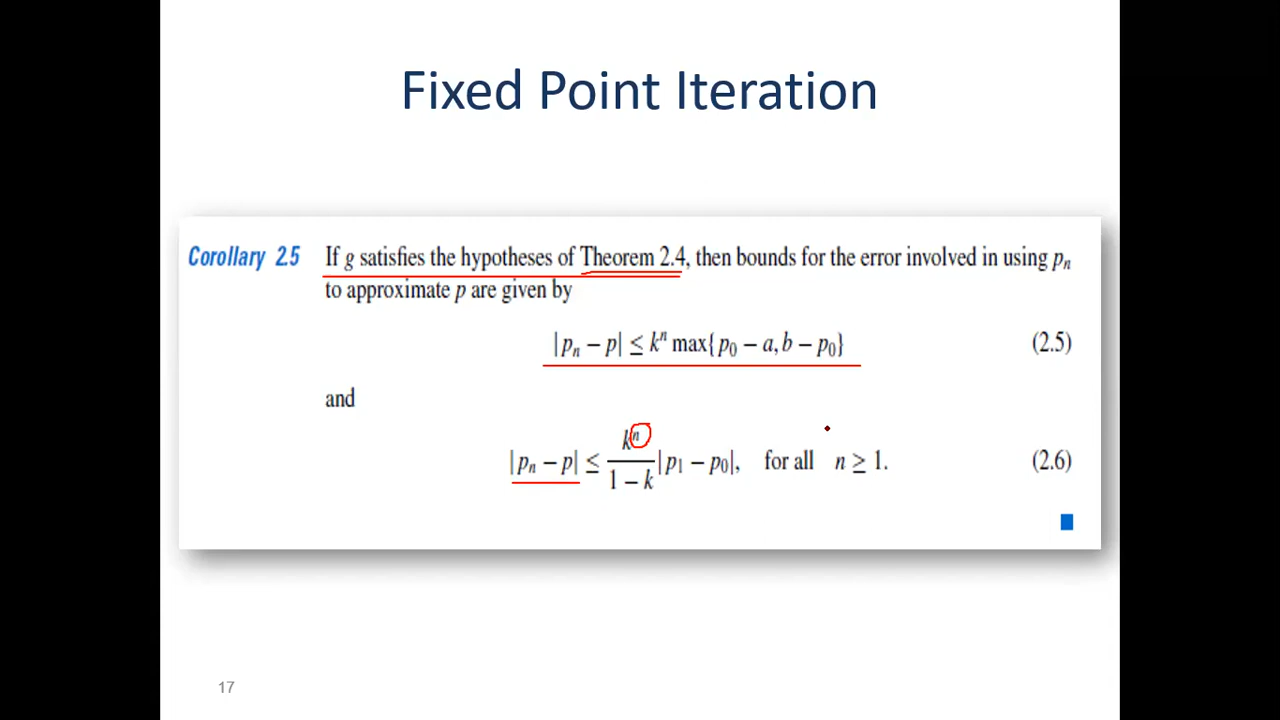 Fixed Point Iteration
Corollary 2.5 If g satisfies the hypotheses of Theorem 2.4, then bounds for the error involved in using pₙ
to approximate p are given by
|pₙ − p| ≤ kⁿ max{p₀ − a, b − p₀} (2.5)
and
|pₙ − p| ≤ kⁿ/(1 − k) |p₁ − p₀|, for all n ≥ 1. (2.6)
17